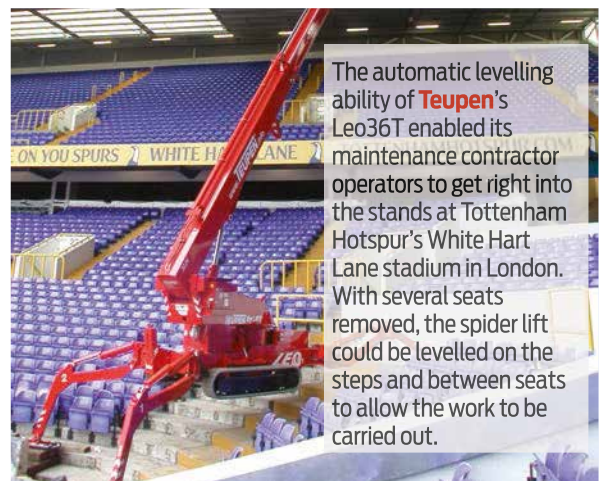 ON YOU SPURS
WHITE HA LANE
TEUPEN
LEO
2
The automatic levelling
ability of Teupen's
Leo36T enabled its
maintenance contractor
operators to get right into
the stands at Tottenham
Hotspur's White Hart
Lane stadium in London.
With several seats
removed, the spider lift
could be levelled on the
steps and between seats
to allow the work to be
carried out.